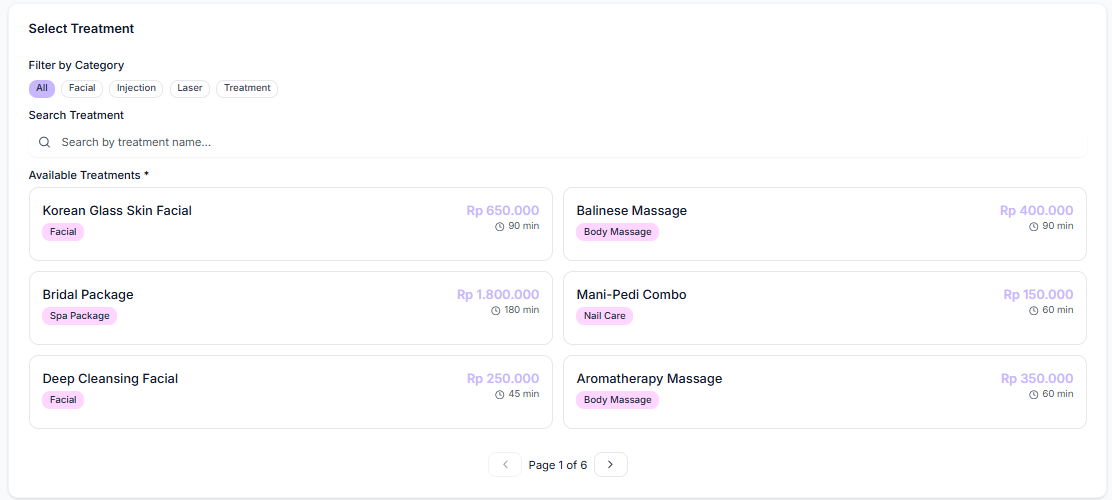 Select Treatment
Filter by Category
All Facial Injection Laser Treatment
Search Treatment
Search by treatment name...
Available Treatments *
Korean Glass Skin Facial Rp 650.000
Facial 90 min
Balinese Massage Rp 400.000
Body Massage 90 min
Bridal Package Rp 1.800.000
Spa Package 180 min
Mani-Pedi Combo Rp 150.000
Nail Care 60 min
Deep Cleansing Facial Rp 250.000
Facial 45 min
Aromatherapy Massage Rp 350.000
Body Massage 60 min
Page 1 of 6